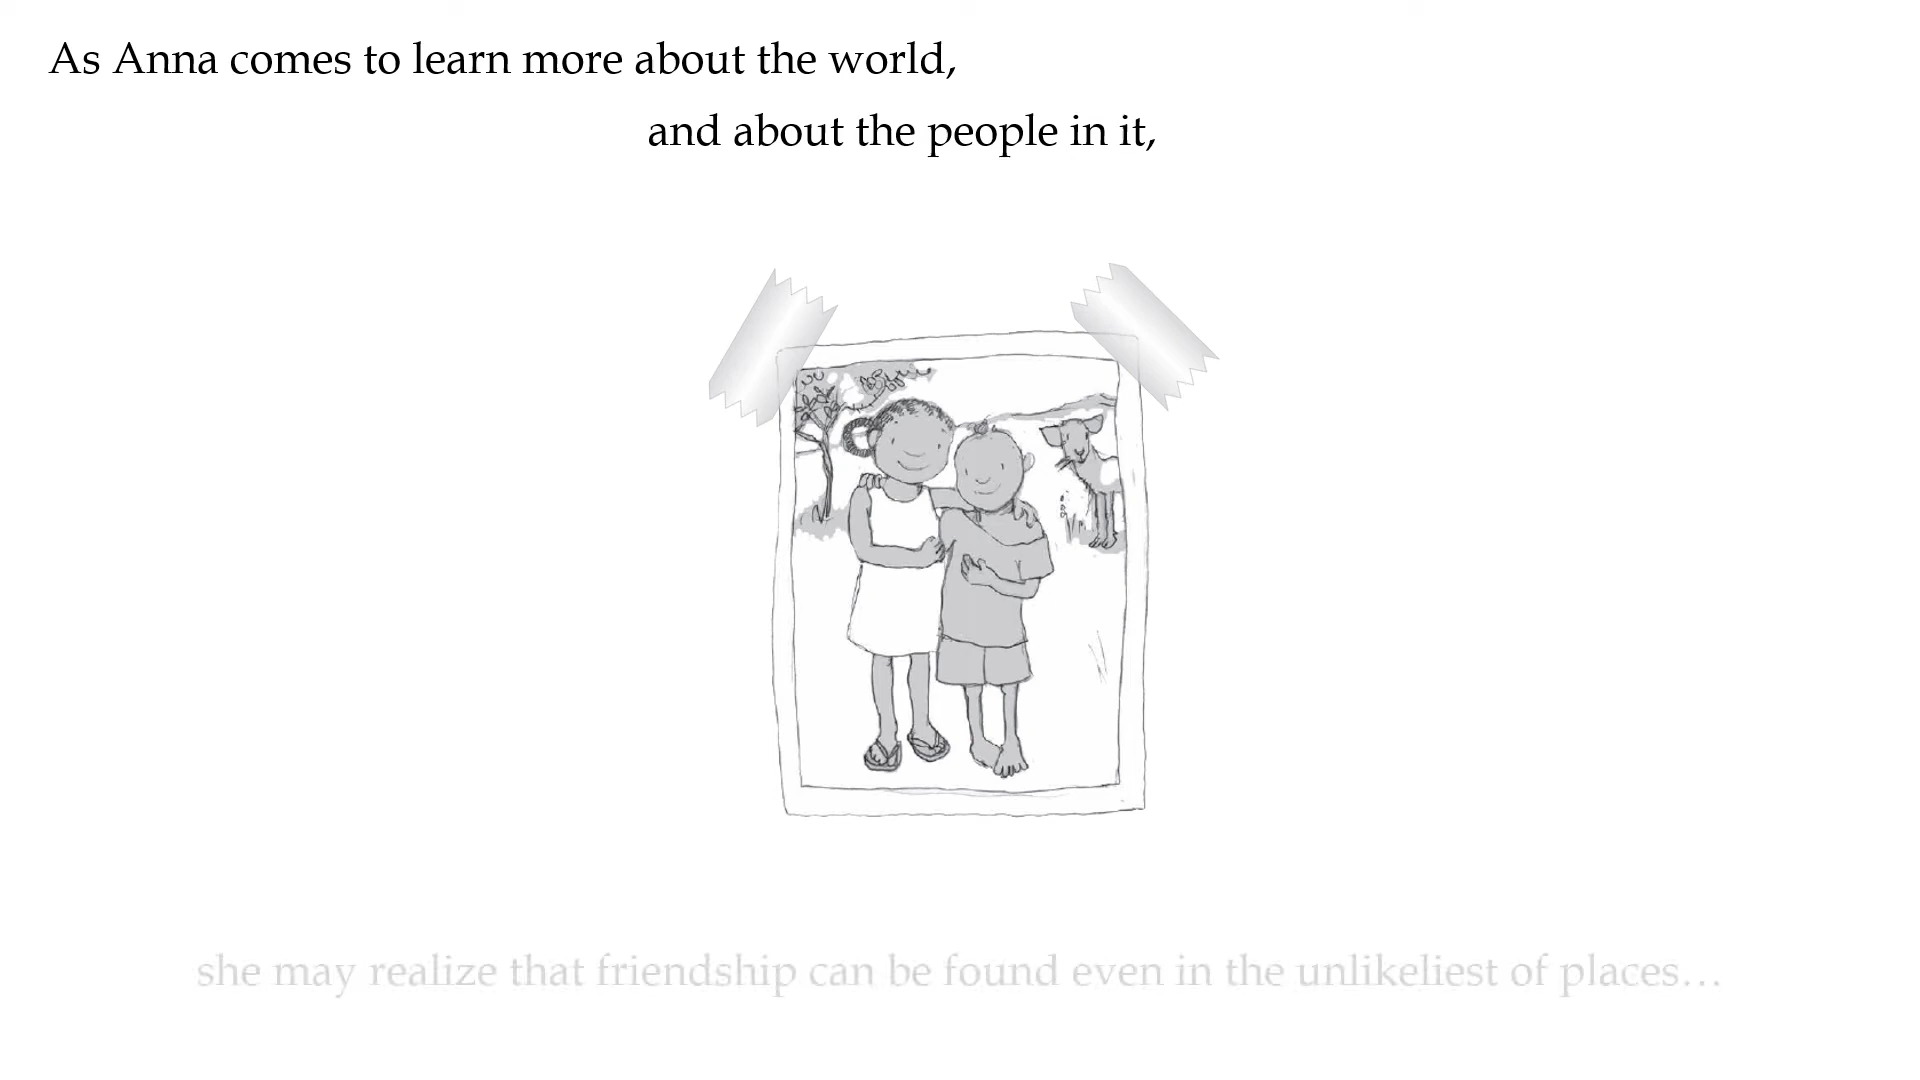 As Anna comes to learn more about the world,
and about the people in it,
she may realize that friendship can be found even in the unlikeliest of places…